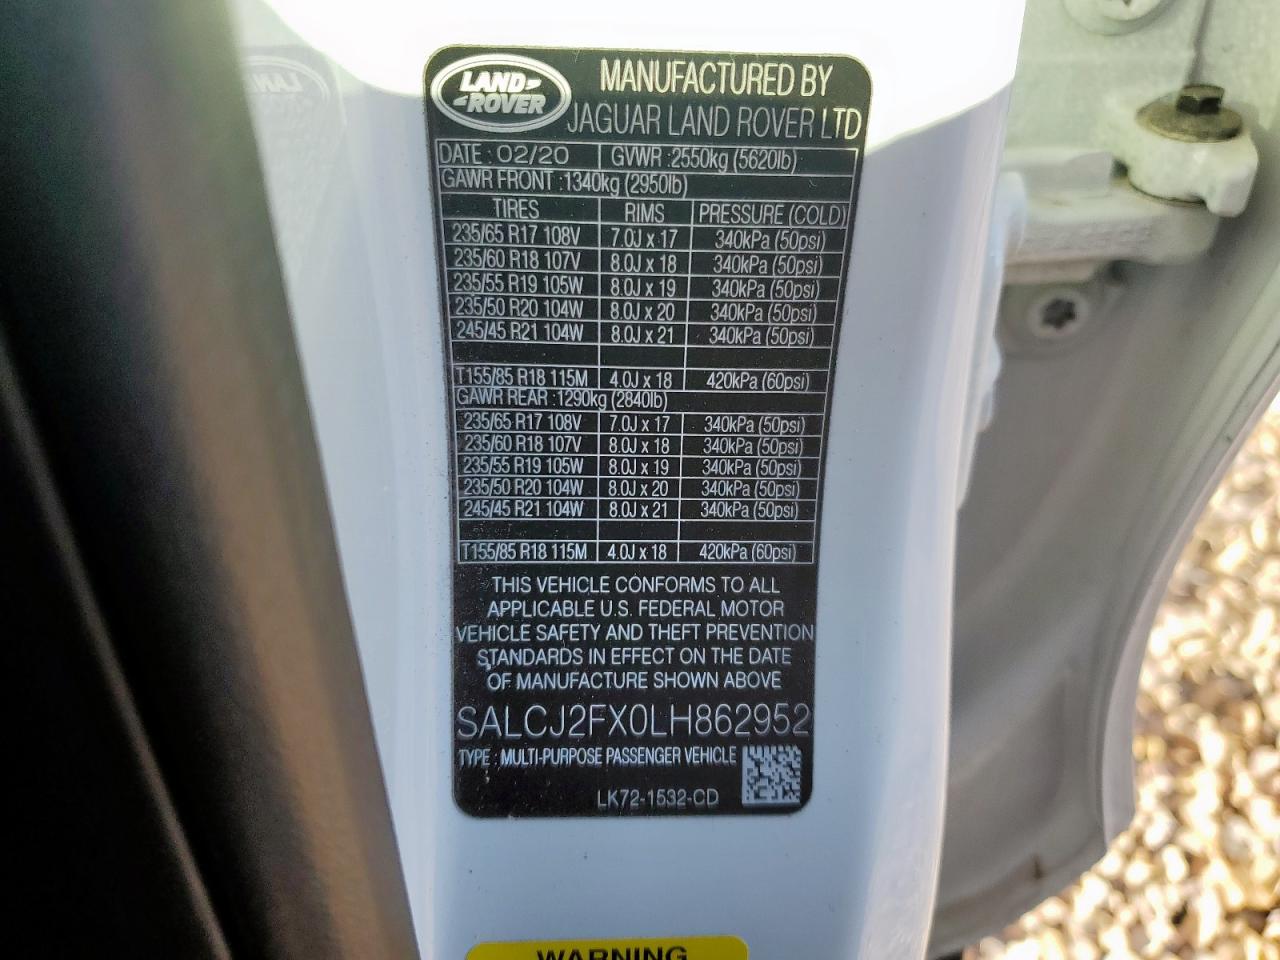 LAND ROVER
MANUFACTURED BY
JAGUAR LAND ROVER LTD
DATE : 02/20 GVWR :2550kg (5620lb)
GAWR FRONT :1340kg (2950lb)
TIRES RIMS PRESSURE (COLD)
235/65 R17 108V 7.0J x 17 340kPa (50psi)
235/60 R18 107V 8.0J x 18 340kPa (50psi)
235/55 R19 105W 8.0J x 19 340kPa (50psi)
235/50 R20 104W 8.0J x 20 340kPa (50psi)
245/45 R21 104W 8.0J x 21 340kPa (50psi)
T155/85 R18 115M 4.0J x 18 420kPa (60psi)
GAWR REAR :1290kg (2840lb)
235/65 R17 108V 7.0J x 17 340kPa (50psi)
235/60 R18 107V 8.0J x 18 340kPa (50psi)
235/55 R19 105W 8.0J x 19 340kPa (50psi)
235/50 R20 104W 8.0J x 20 340kPa (50psi)
245/45 R21 104W 8.0J x 21 340kPa (50psi)
T155/85 R18 115M 4.0J x 18 420kPa (60psi)
THIS VEHICLE CONFORMS TO ALL
APPLICABLE U.S. FEDERAL MOTOR
VEHICLE SAFETY AND THEFT PREVENTION
STANDARDS IN EFFECT ON THE DATE
OF MANUFACTURE SHOWN ABOVE
SALCJ2FX0LH862952
TYPE : MULTI-PURPOSE PASSENGER VEHICLE
LK72-1532-CD
WARNING